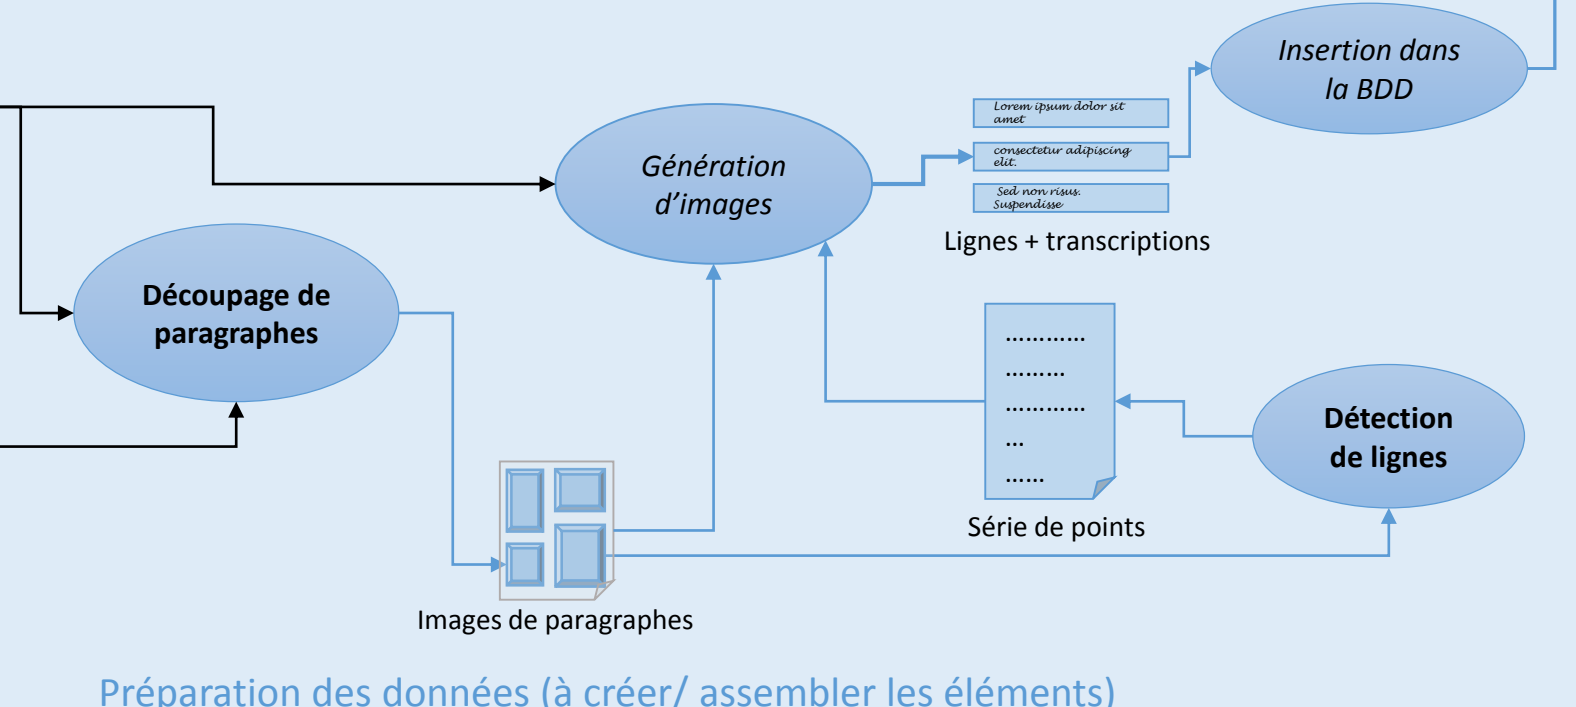 Insertion dans
la BDD
Lorem ipsum dolor sit
amet
consectetur adipiscing
elit.
Sed non risus.
Suspendisse
Génération
d’images
Lignes + transcriptions
Découpage de
paragraphes
…………
………
…………
…
……
Détection
de lignes
Série de points
Images de paragraphes
Préparation des données (à créer/ assembler les éléments)